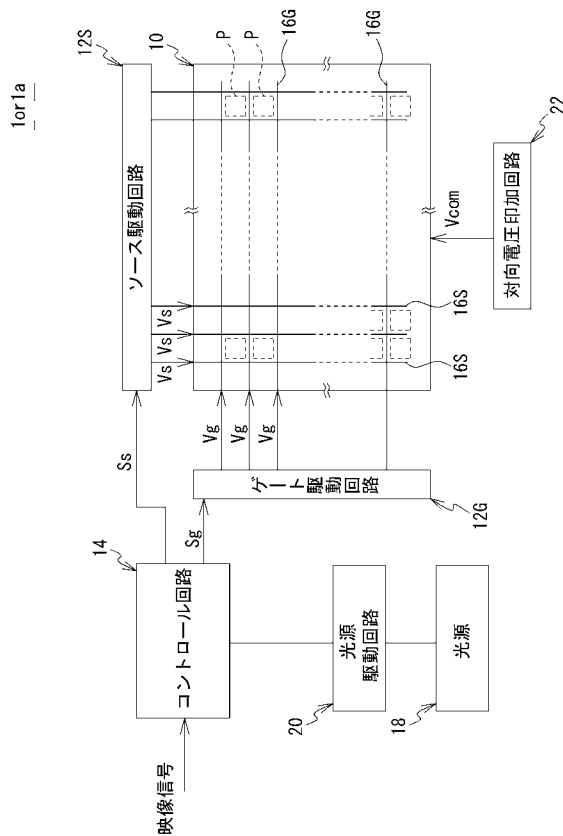 1or1a
12S
ソース駆動回路
10
P
P
16G
16G
Ss
Vs
Vs
Vs
14
コントロール回路
映像信号
Sg
Vg
Vg
Vg
ゲート駆動回路
12G
16S
16S
Vcom
対向電圧印加回路
22
光源
駆動回路
20
光源
18